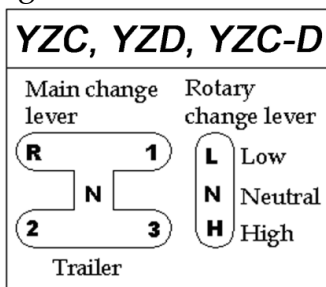 YZC, YZD, YZC-D
Main change
lever
Rotary
change lever
R 1
N
2 3
L Low
N Neutral
H High
Trailer